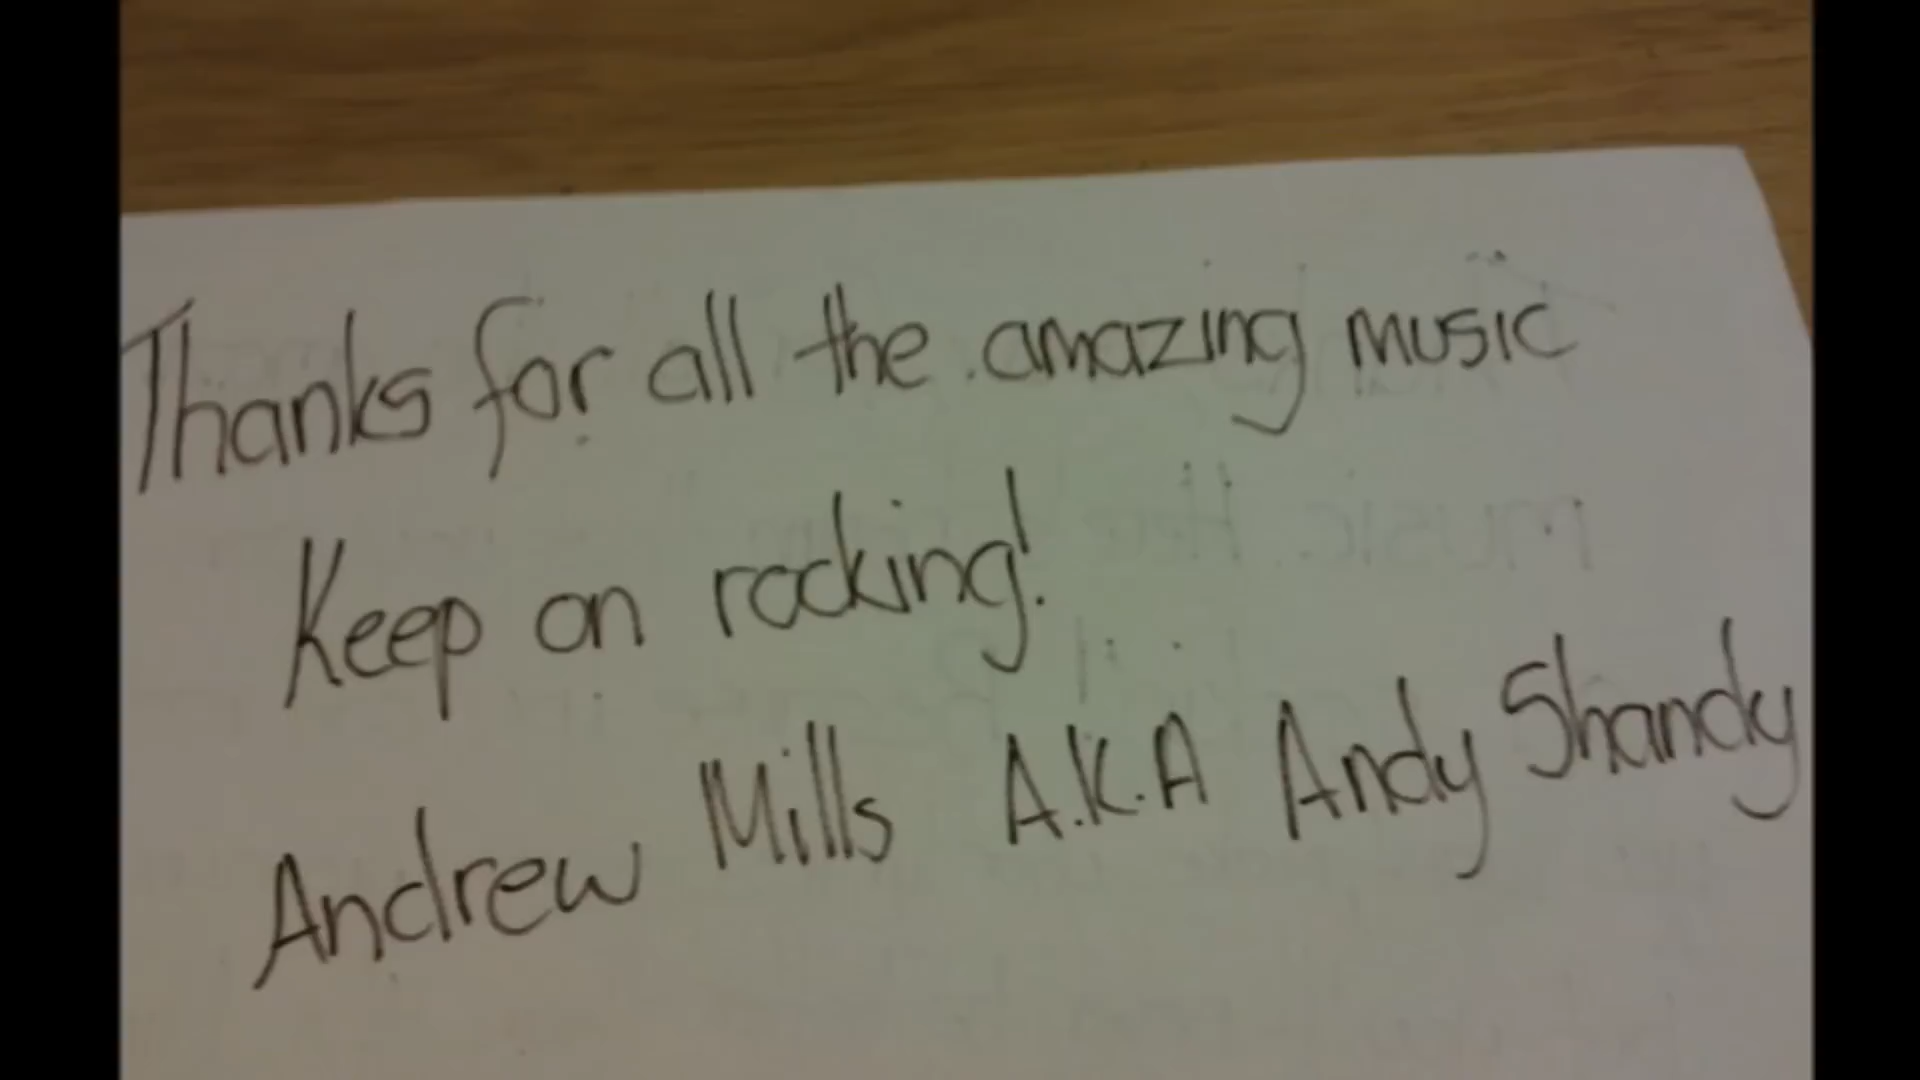 Thanks for all the amazing music
Keep on rocking!
Andrew Mills A.K.A Andy Shandy